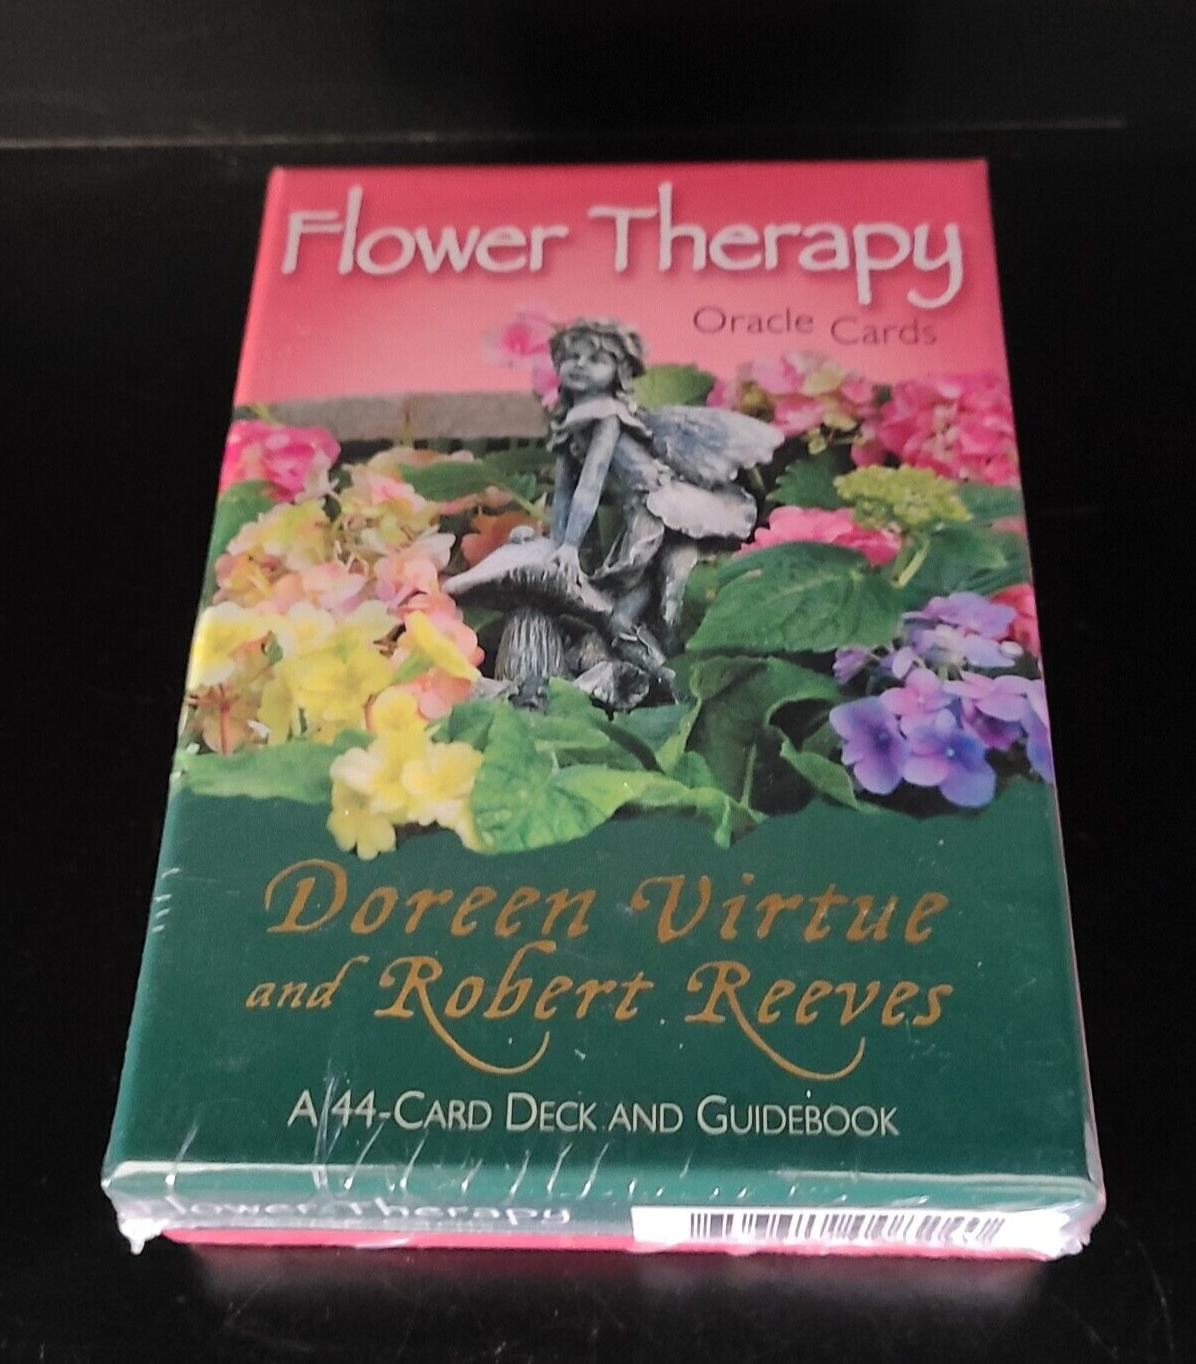 Flower Therapy
Oracle Cards
Doreen Virtue
and Robert Reeves
A 44-Card Deck and Guidebook
Flower Therapy